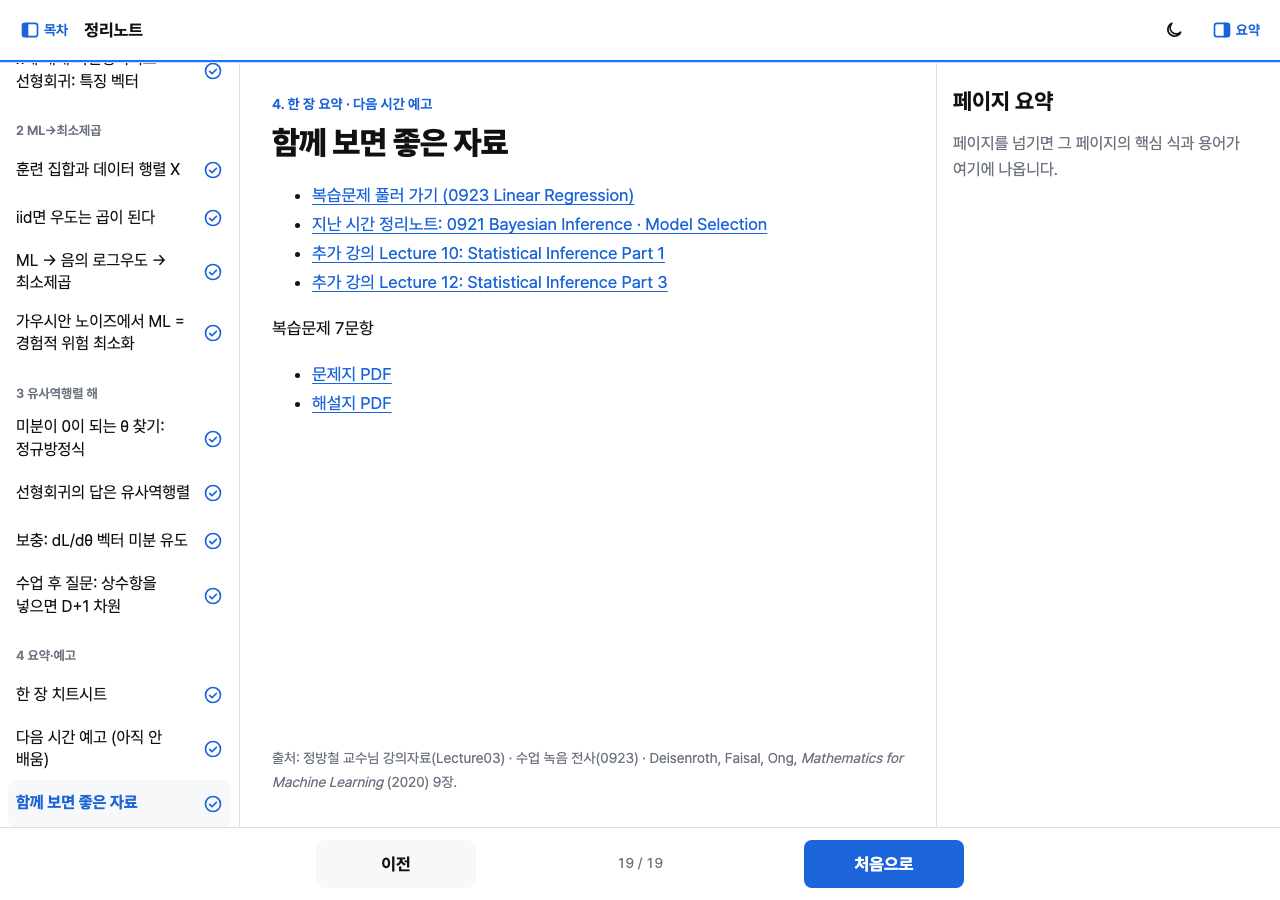 목차
정리노트
요약
선형회귀: 특징 벡터
2 ML→최소제곱
훈련 집합과 데이터 행렬 X
iid면 우도는 곱이 된다
ML → 음의 로그우도 →
최소제곱
가우시안 노이즈에서 ML =
경험적 위험 최소화
3 유사역행렬 해
미분이 0이 되는 θ 찾기:
정규방정식
선형회귀의 답은 유사역행렬
보충: dL/dθ 벡터 미분 유도
수업 후 질문: 상수항을
넣으면 D+1 차원
4 요약·예고
한 장 치트시트
다음 시간 예고 (아직 안
배움)
함께 보면 좋은 자료
4. 한 장 요약 · 다음 시간 예고
함께 보면 좋은 자료
복습문제 풀러 가기 (0923 Linear Regression)
지난 시간 정리노트: 0921 Bayesian Inference · Model Selection
추가 강의 Lecture 10: Statistical Inference Part 1
추가 강의 Lecture 12: Statistical Inference Part 3
복습문제 7문항
문제지 PDF
해설지 PDF
출처: 정방철 교수님 강의자료(Lecture03) · 수업 녹음 전사(0923) · Deisenroth, Faisal, Ong, Mathematics for
Machine Learning (2020) 9장.
페이지 요약
페이지를 넘기면 그 페이지의 핵심 식과 용어가
여기에 나옵니다.
이전
19 / 19
처음으로